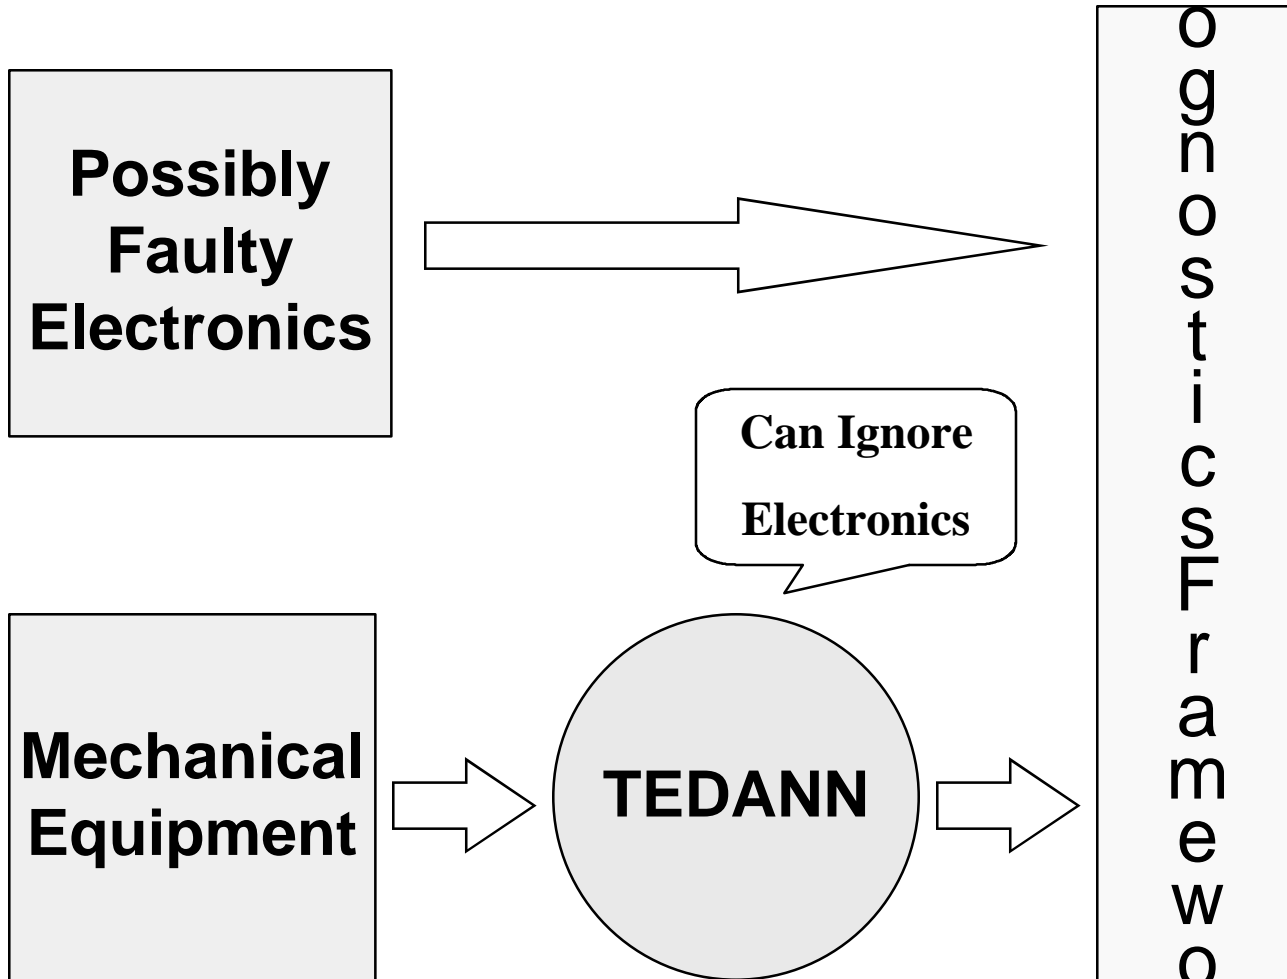 Possibly
Faulty
Electronics
Can Ignore
Electronics
Mechanical
Equipment
TEDANN
o
g
n
o
s
t
i
c
s
F
r
a
m
e
w
o